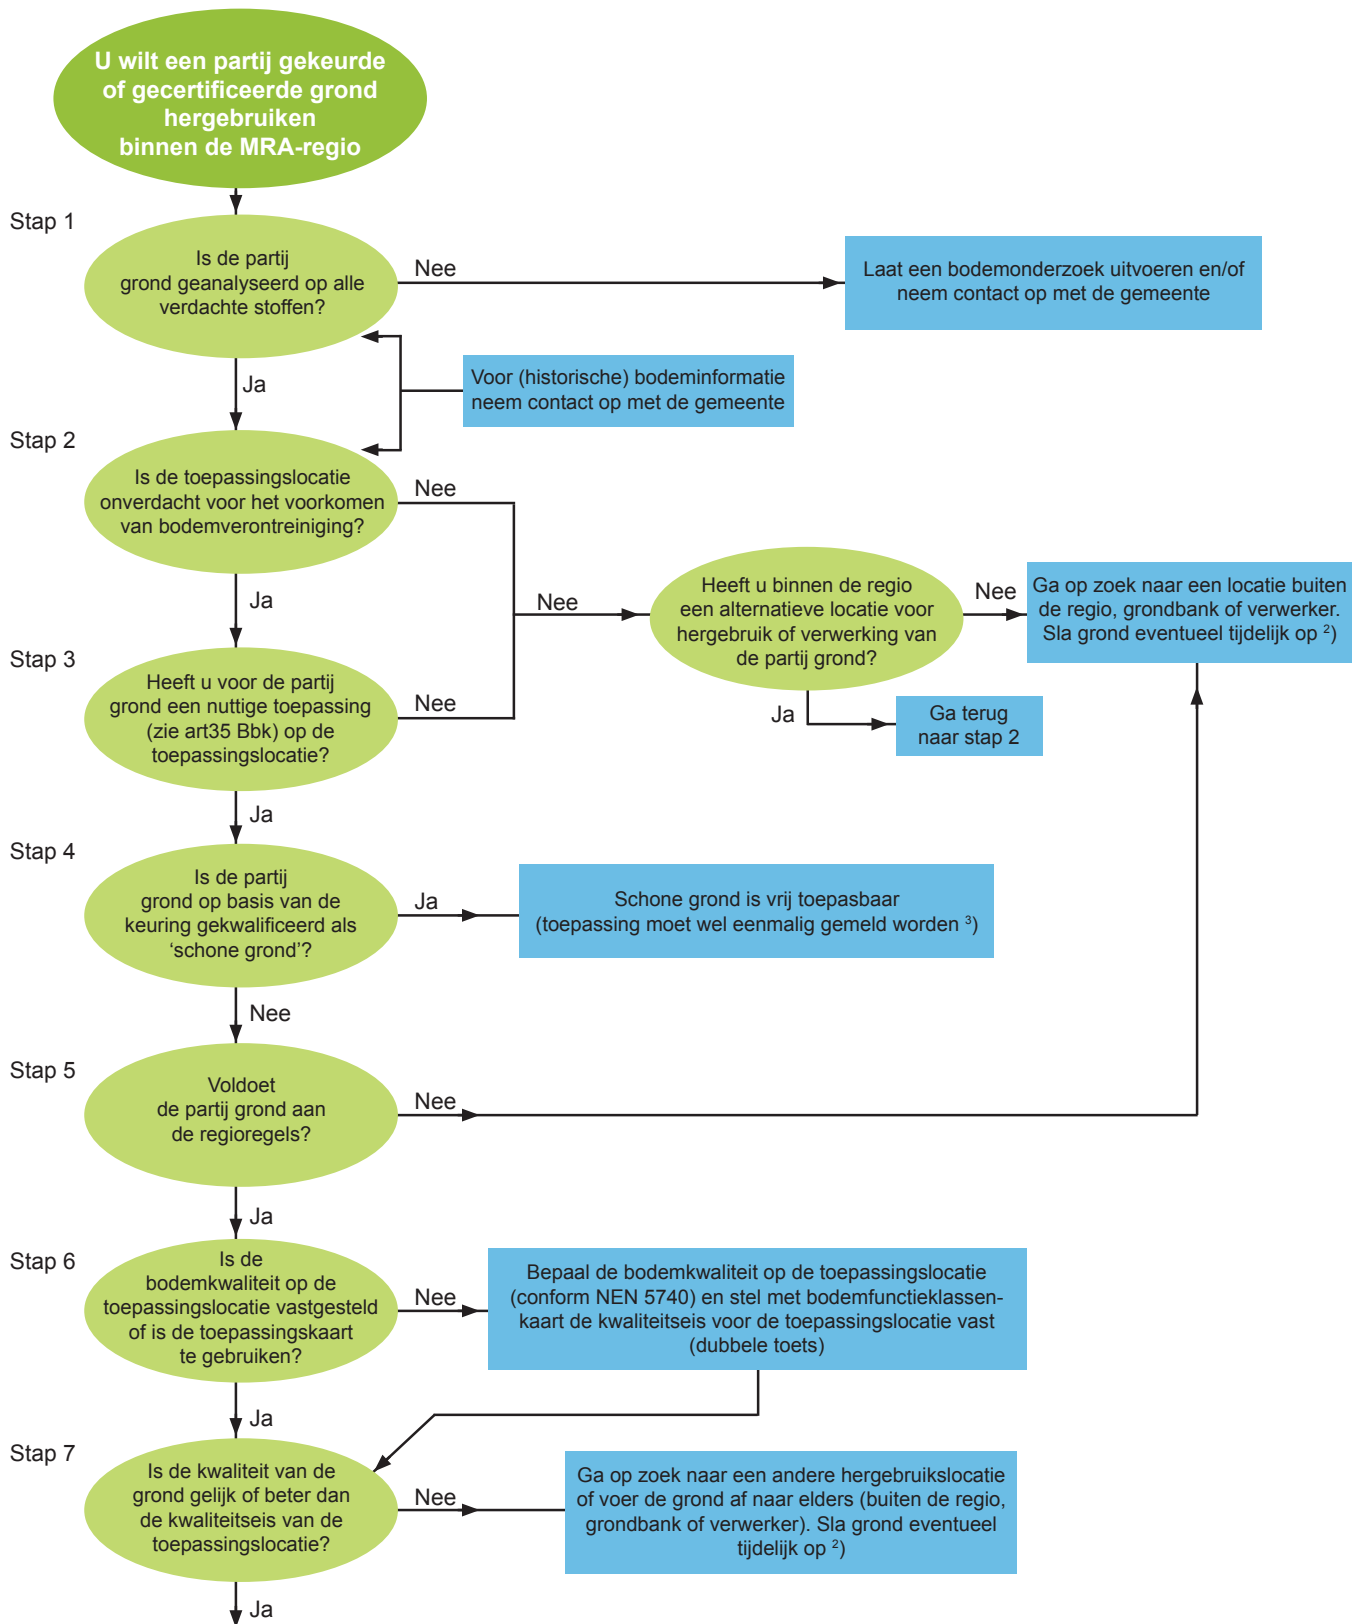 U wilt een partij gekeurde
of gecertificeerde grond
hergebruiken
binnen de MRA-regio
Stap 1
Is de partij
grond geanalyseerd op alle
verdachte stoffen?
Nee
Laat een bodemonderzoek uitvoeren en/of
neem contact op met de gemeente
Ja
Voor (historische) bodeminformatie
neem contact op met de gemeente
Stap 2
Is de toepassingslocatie
onverdacht voor het voorkomen
van bodemverontreiniging?
Nee
Ja
Nee
Heeft u binnen de regio
een alternatieve locatie voor
hergebruik of verwerking van
de partij grond?
Nee
Ga op zoek naar een locatie buiten
de regio, grondbank of verwerker.
Sla grond eventueel tijdelijk op ²)
Ja
Ga terug
naar stap 2
Stap 3
Heeft u voor de partij
grond een nuttige toepassing
(zie art35 Bbk) op de
toepassingslocatie?
Nee
Ja
Stap 4
Is de partij
grond op basis van de
keuring gekwalificeerd als
‘schone grond’?
Ja
Schone grond is vrij toepasbaar
(toepassing moet wel eenmalig gemeld worden ³)
Nee
Stap 5
Voldoet
de partij grond aan
de regioregels?
Nee
Ja
Stap 6
Is de
bodemkwaliteit op de
toepassingslocatie vastgesteld
of is de toepassingskaart
te gebruiken?
Nee
Bepaal de bodemkwaliteit op de toepassingslocatie
(conform NEN 5740) en stel met bodemfunctieklassen-
kaart de kwaliteitseis voor de toepassingslocatie vast
(dubbele toets)
Ja
Stap 7
Is de kwaliteit van de
grond gelijk of beter dan
de kwaliteitseis van de
toepassingslocatie?
Nee
Ga op zoek naar een andere hergebruikslocatie
of voer de grond af naar elders (buiten de regio,
grondbank of verwerker). Sla grond eventueel
tijdelijk op ²)
Ja